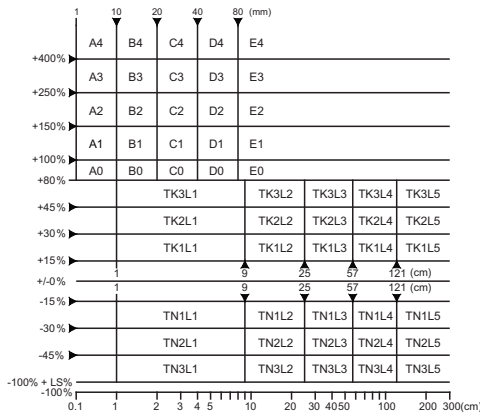 1 10 20 40 80 (mm)
A4 B4 C4 D4 E4
+400%
A3 B3 C3 D3 E3
+250%
A2 B2 C2 D2 E2
+150%
A1 B1 C1 D1 E1
+100%
A0 B0 C0 D0 E0
+80%
TK3L1 TK3L2 TK3L3 TK3L4 TK3L5
+45%
TK2L1 TK2L2 TK2L3 TK2L4 TK2L5
+30%
TK1L1 TK1L2 TK1L3 TK1L4 TK1L5
+15%
1 9 25 57 121 (cm)
+/-0%
1 9 25 57 121 (cm)
-15%
TN1L1 TN1L2 TN1L3 TN1L4 TN1L5
-30%
TN2L1 TN2L2 TN2L3 TN2L4 TN2L5
-45%
TN3L1 TN3L2 TN3L3 TN3L4 TN3L5
-100% + LS%
-100%
0.1 1 2 3 4 5 10 20 30 40 50 100 200 300(cm)